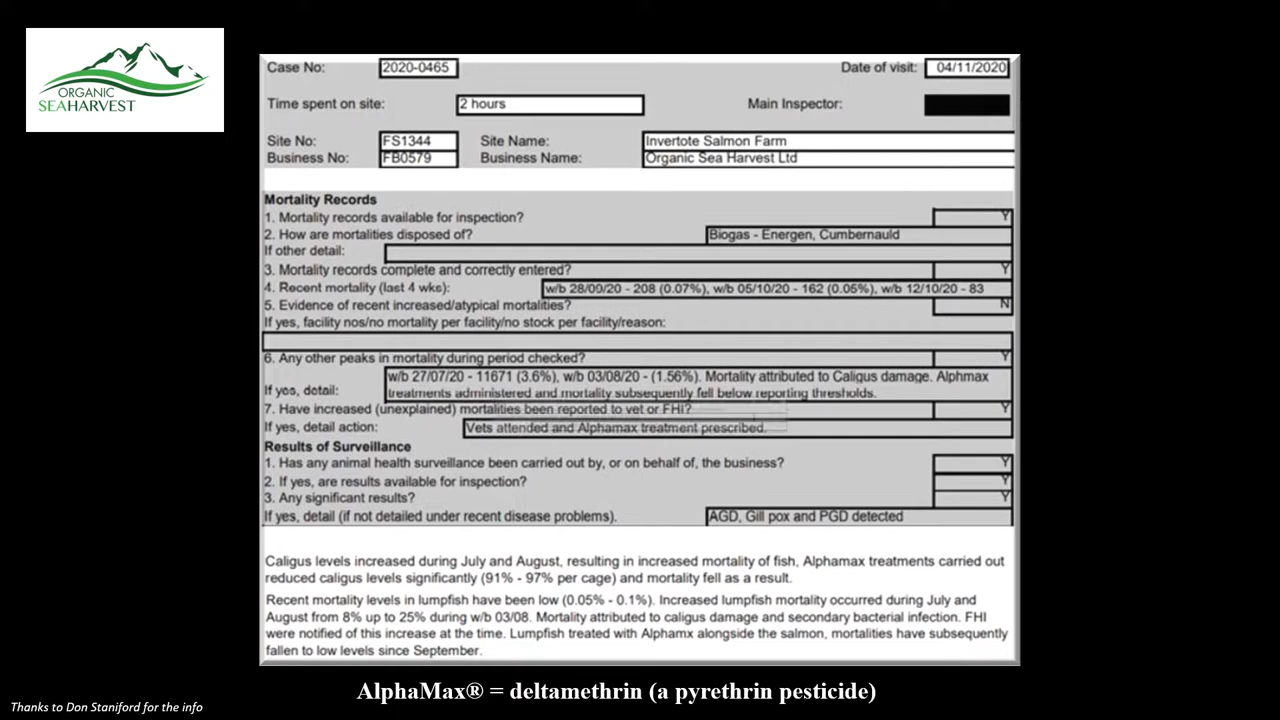 ORGANIC
SEAHARVEST
Case No: 2020-0465 Date of visit: 04/11/2020
Time spent on site: 2 hours Main Inspector:
Site No: FS1344 Site Name: Invertote Salmon Farm
Business No: FB0579 Business Name: Organic Sea Harvest Ltd
Mortality Records
1. Mortality records available for inspection? Y
2. How are mortalities disposed of? Biogas - Energen, Cumbernauld
If other detail:
3. Mortality records complete and correctly entered? Y
4. Recent mortality (last 4 wks): w/b 28/09/20 - 208 (0.07%), w/b 05/10/20 - 162 (0.05%), w/b 12/10/20 - 83
5. Evidence of recent increased/atypical mortalities? N
If yes, facility nos/no mortality per facility/no stock per facility/reason:
6. Any other peaks in mortality during period checked? Y
If yes, detail: w/b 27/07/20 - 11671 (3.6%), w/b 03/08/20 - (1.56%). Mortality attributed to Caligus damage. Alphmax
treatments administered and mortality subsequently fell below reporting thresholds.
7. Have increased (unexplained) mortalities been reported to vet or FHI? Y
If yes, detail action: Vets attended and Alphamax treatment prescribed.
Results of Surveillance
1. Has any animal health surveillance been carried out by, or on behalf of, the business? Y
2. If yes, are results available for inspection? Y
3. Any significant results? Y
If yes, detail (if not detailed under recent disease problems). AGD, Gill pox and PGD detected
Caligus levels increased during July and August, resulting in increased mortality of fish, Alphamax treatments carried out
reduced caligus levels significantly (91% - 97% per cage) and mortality fell as a result.
Recent mortality levels in lumpfish have been low (0.05% - 0.1%). Increased lumpfish mortality occurred during July and
August from 8% up to 25% during w/b 03/08. Mortality attributed to caligus damage and secondary bacterial infection. FHI
were notified of this increase at the time. Lumpfish treated with Alphamx alongside the salmon, mortalities have subsequently
fallen to low levels since September.
AlphaMax® = deltamethrin (a pyrethrin pesticide)
Thanks to Don Staniford for the info